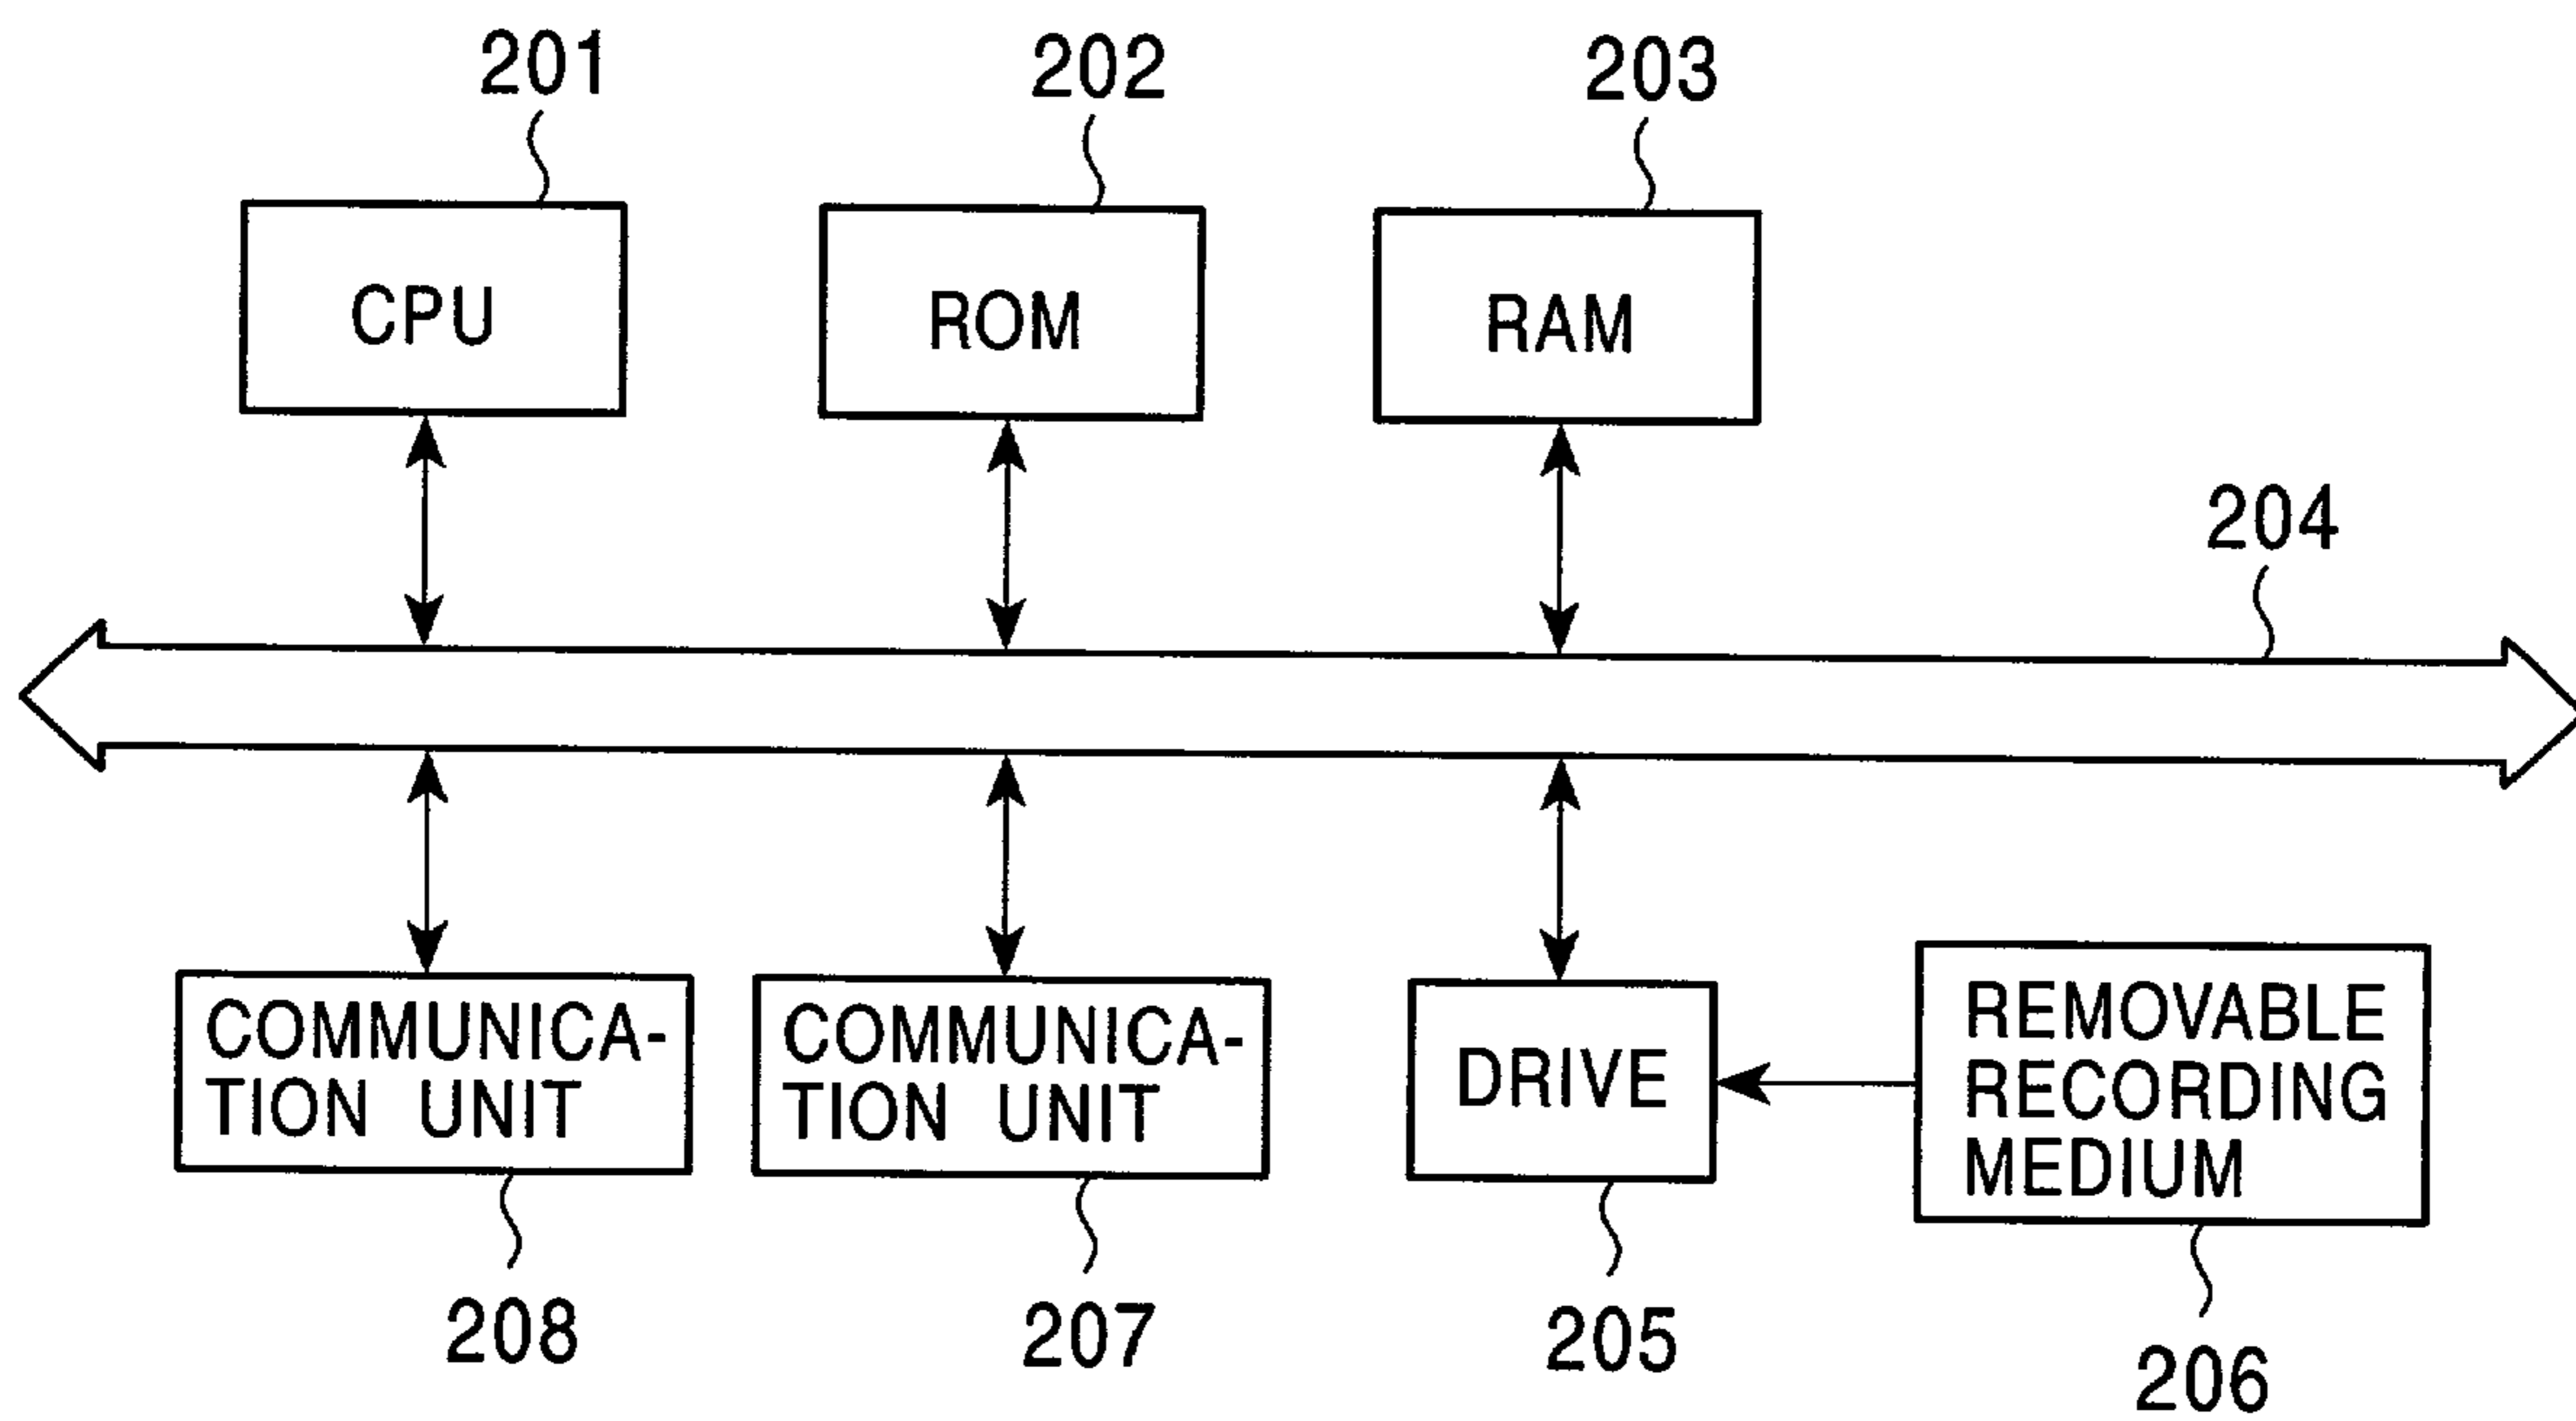 201
202
203
CPU
ROM
RAM
204
COMMUNICA-
TION UNIT
COMMUNICA-
TION UNIT
DRIVE
REMOVABLE
RECORDING
MEDIUM
208
207
205
206